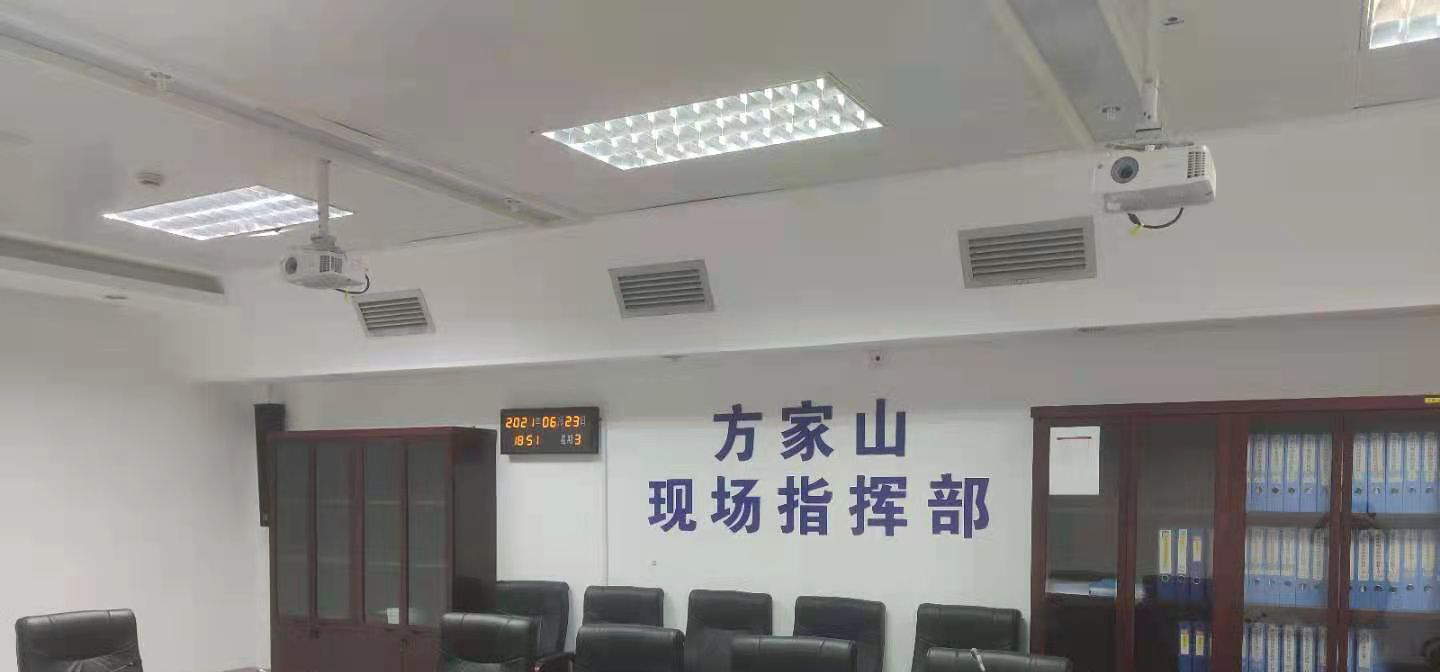 2021年06月23日
18:51 星期3
方家山
现场指挥部